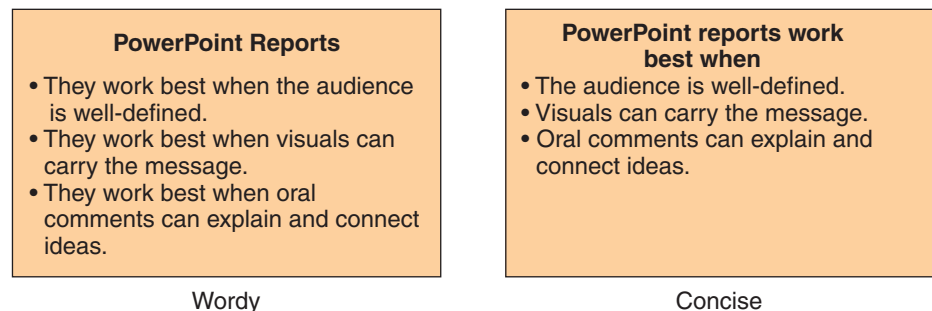 PowerPoint Reports
• They work best when the audience
is well-defined.
• They work best when visuals can
carry the message.
• They work best when oral
comments can explain and connect
ideas.
Wordy
PowerPoint reports work
best when
• The audience is well-defined.
• Visuals can carry the message.
• Oral comments can explain and
connect ideas.
Concise